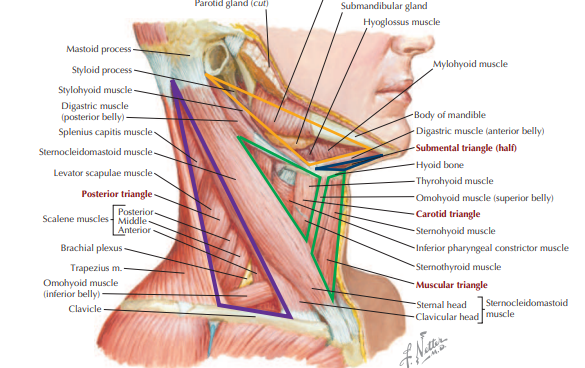 Parotid gland (cut)
Submandibular gland
Hyoglossus muscle
Mastoid process
Styloid process
Stylohyoid muscle
Digastric muscle
(posterior belly)
Splenius capitis muscle
Sternocleidomastoid muscle
Levator scapulae muscle
Posterior triangle
Scalene muscles
Posterior
Middle
Anterior
Brachial plexus
Trapezius m.
Omohyoid muscle
(inferior belly)
Clavicle
Mylohyoid muscle
Body of mandible
Digastric muscle (anterior belly)
Submental triangle (half)
Hyoid bone
Thyrohyoid muscle
Omohyoid muscle (superior belly)
Carotid triangle
Sternohyoid muscle
Inferior pharyngeal constrictor muscle
Sternothyroid muscle
Muscular triangle
Sternal head
Clavicular head
Sternocleidomastoid
muscle
F. Netter
M.D.